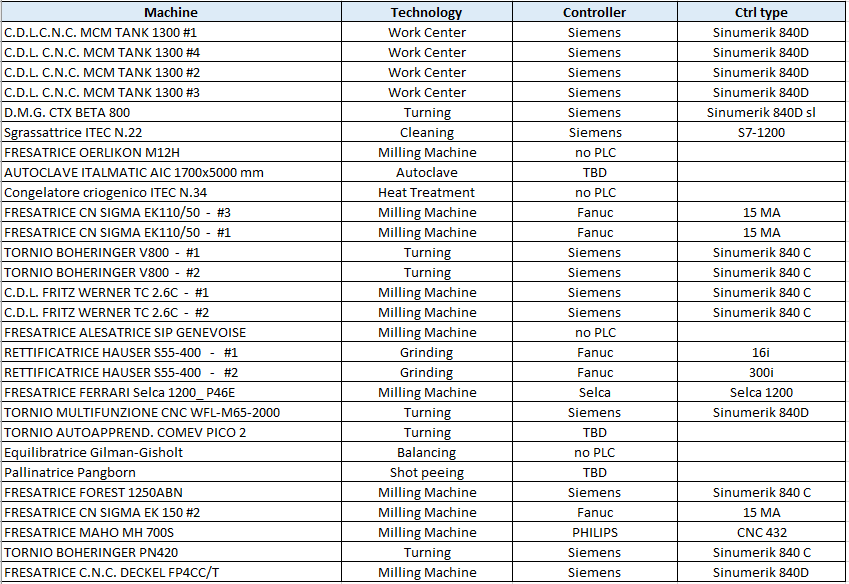 Machine Technology Controller Ctrl type
C.D.L.C.N.C. MCM TANK 1300 #1 Work Center Siemens Sinumerik 840D
C.D.L. C.N.C. MCM TANK 1300 #4 Work Center Siemens Sinumerik 840D
C.D.L. C.N.C. MCM TANK 1300 #2 Work Center Siemens Sinumerik 840D
C.D.L. C.N.C. MCM TANK 1300 #3 Work Center Siemens Sinumerik 840D
D.M.G. CTX BETA 800 Turning Siemens Sinumerik 840D sl
Sgrassattrice ITEC N.22 Cleaning Siemens S7-1200
FRESATRICE OERLIKON M12H Milling Machine no PLC
AUTOCLAVE ITALMATIC AIC 1700x5000 mm Autoclave TBD
Congelatore criogenico ITEC N.34 Heat Treatment no PLC
FRESATRICE CN SIGMA EK110/50 - #3 Milling Machine Fanuc 15 MA
FRESATRICE CN SIGMA EK110/50 - #1 Milling Machine Fanuc 15 MA
TORNIO BOHERINGER V800 - #1 Turning Siemens Sinumerik 840 C
TORNIO BOHERINGER V800 - #2 Turning Siemens Sinumerik 840 C
C.D.L. FRITZ WERNER TC 2.6C - #1 Milling Machine Siemens Sinumerik 840 C
C.D.L. FRITZ WERNER TC 2.6C - #2 Milling Machine Siemens Sinumerik 840 C
FRESATRICE ALESATRICE SIP GENEVOISE Milling Machine no PLC
RETTIFICATRICE HAUSER S55-400 - #1 Grinding Fanuc 16i
RETTIFICATRICE HAUSER S55-400 - #2 Grinding Fanuc 300i
FRESATRICE FERRARI Selca 1200_ P46E Milling Machine Selca Selca 1200
TORNIO MULTIFUNZIONE CNC WFL-M65-2000 Turning Siemens Sinumerik 840D
TORNIO AUTOAPPREND. COMEV PICO 2 Turning TBD
Equilibratrice Gilman-Gisholt Balancing no PLC
Pallinatrice Pangborn Shot peeing TBD
FRESATRICE FOREST 1250ABN Milling Machine Siemens Sinumerik 840 C
FRESATRICE CN SIGMA EK 150 #2 Milling Machine Fanuc 15 MA
FRESATRICE MAHO MH 700S Milling Machine PHILIPS CNC 432
TORNIO BOHERINGER PN420 Turning Siemens Sinumerik 840 C
FRESATRICE C.N.C. DECKEL FP4CC/T Milling Machine Siemens Sinumerik 840D